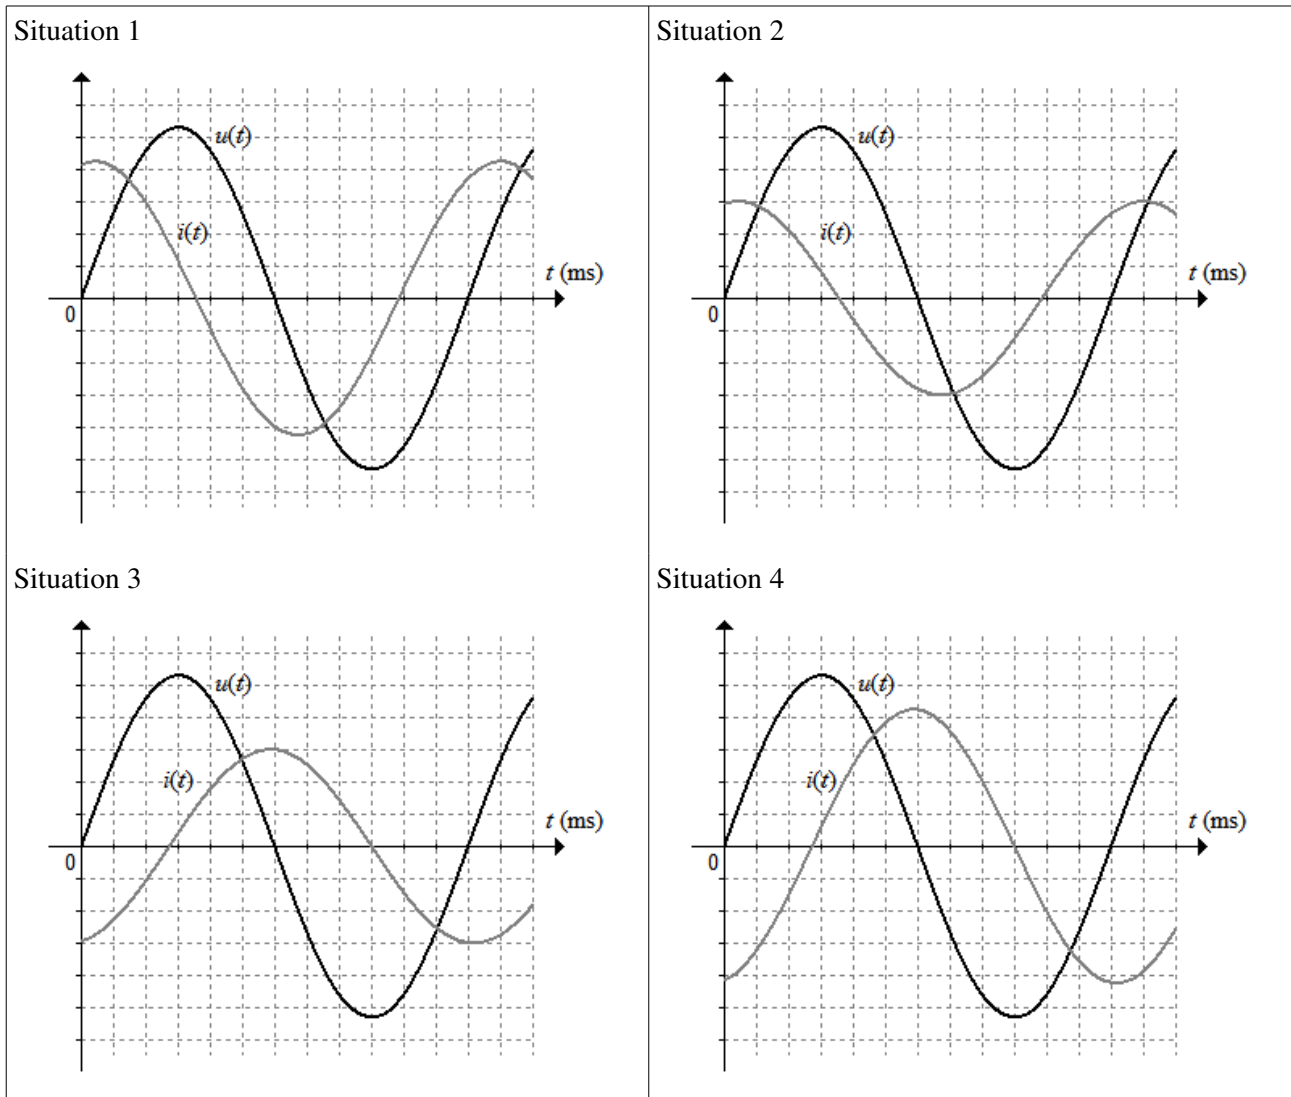 Situation 1
u(t)
i(t)
t (ms)
0
Situation 2
u(t)
i(t)
t (ms)
0
Situation 3
u(t)
i(t)
t (ms)
0
Situation 4
u(t)
i(t)
t (ms)
0